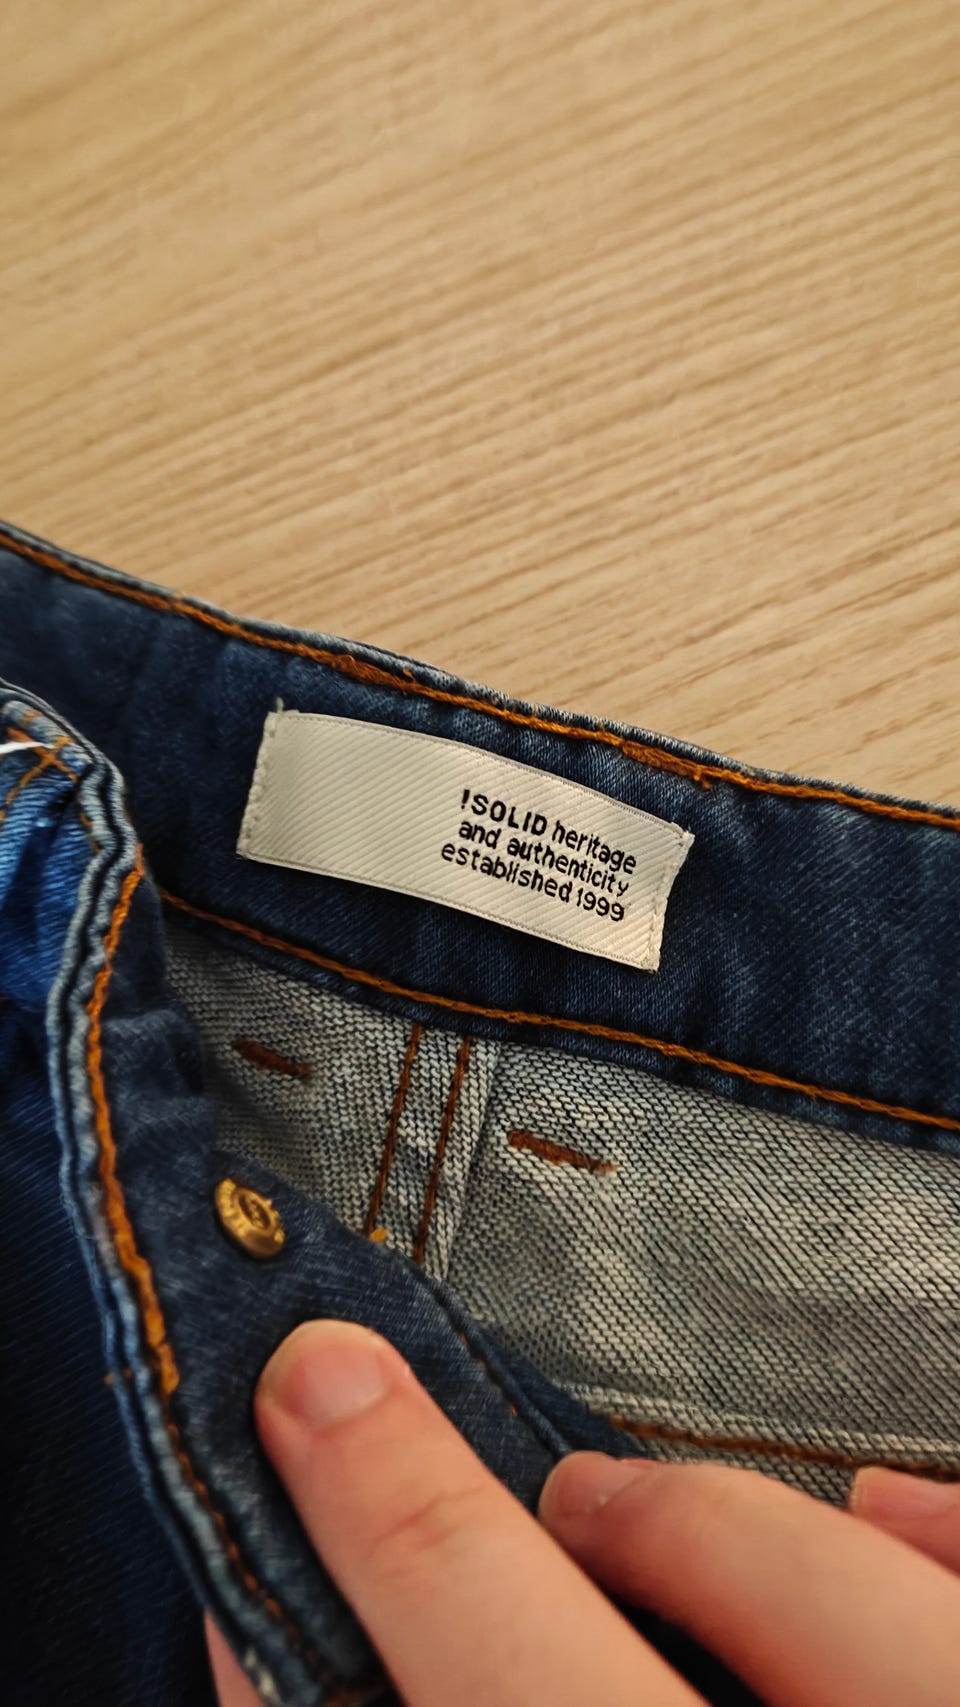 !SOLID heritage
and authenticity
established 1999